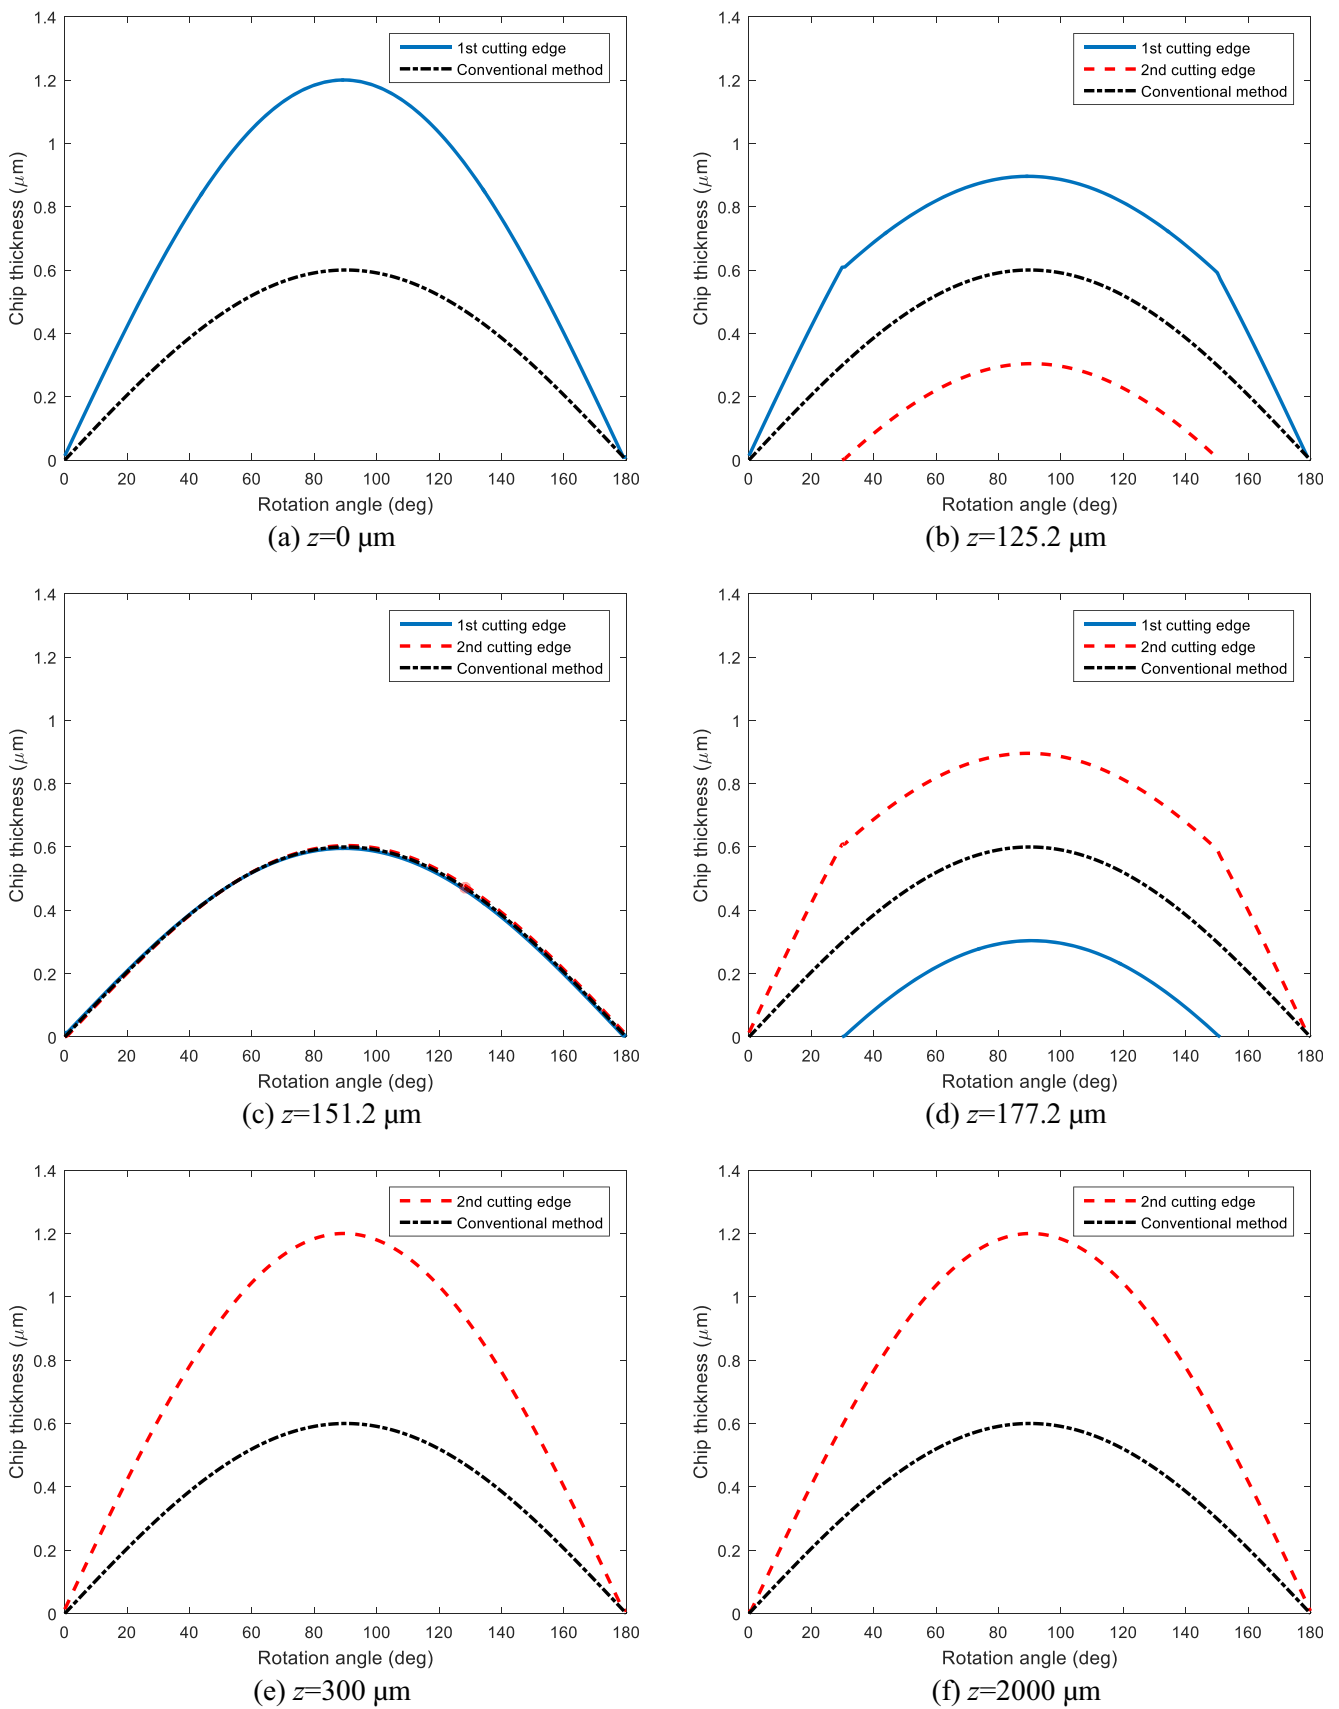 1st cutting edge
Conventional method
Chip thickness (μm)
1.4
1.2
1
0.8
0.6
0.4
0.2
0
0 20 40 60 80 100 120 140 160 180
Rotation angle (deg)
(a) z=0 μm
1st cutting edge
2nd cutting edge
Conventional method
Chip thickness (μm)
1.4
1.2
1
0.8
0.6
0.4
0.2
0
0 20 40 60 80 100 120 140 160 180
Rotation angle (deg)
(b) z=125.2 μm
1st cutting edge
2nd cutting edge
Conventional method
Chip thickness (μm)
1.4
1.2
1
0.8
0.6
0.4
0.2
0
0 20 40 60 80 100 120 140 160 180
Rotation angle (deg)
(c) z=151.2 μm
1st cutting edge
2nd cutting edge
Conventional method
Chip thickness (μm)
1.4
1.2
1
0.8
0.6
0.4
0.2
0
0 20 40 60 80 100 120 140 160 180
Rotation angle (deg)
(d) z=177.2 μm
2nd cutting edge
Conventional method
Chip thickness (μm)
1.4
1.2
1
0.8
0.6
0.4
0.2
0
0 20 40 60 80 100 120 140 160 180
Rotation angle (deg)
(e) z=300 μm
2nd cutting edge
Conventional method
Chip thickness (μm)
1.4
1.2
1
0.8
0.6
0.4
0.2
0
0 20 40 60 80 100 120 140 160 180
Rotation angle (deg)
(f) z=2000 μm